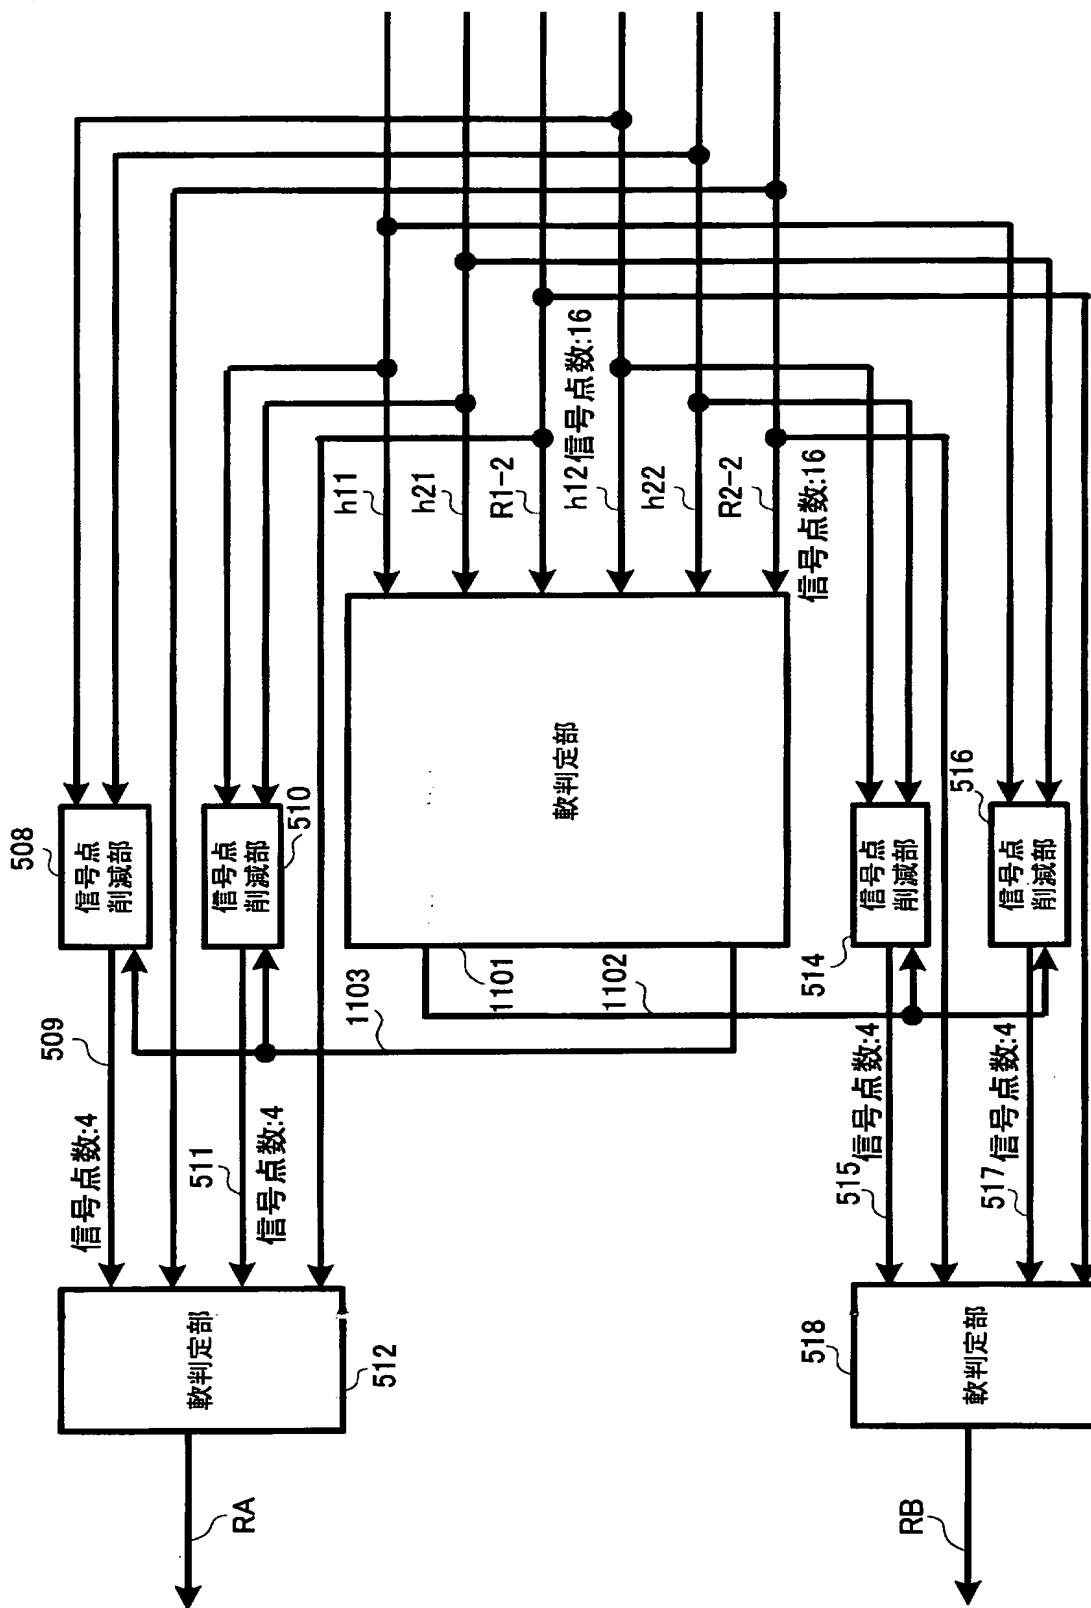 508
信号点
削減部
509
信号点数:4
信号点
削減部
510
511
信号点数:4
軟判定部
512
RA
h11
h21
R1-2
h12
信号点数:16
h22
R2-2
信号点数:16
軟判定部
1101
1102
1103
信号点
削減部
514
515
信号点数:4
信号点
削減部
516
517
信号点数:4
軟判定部
518
RB